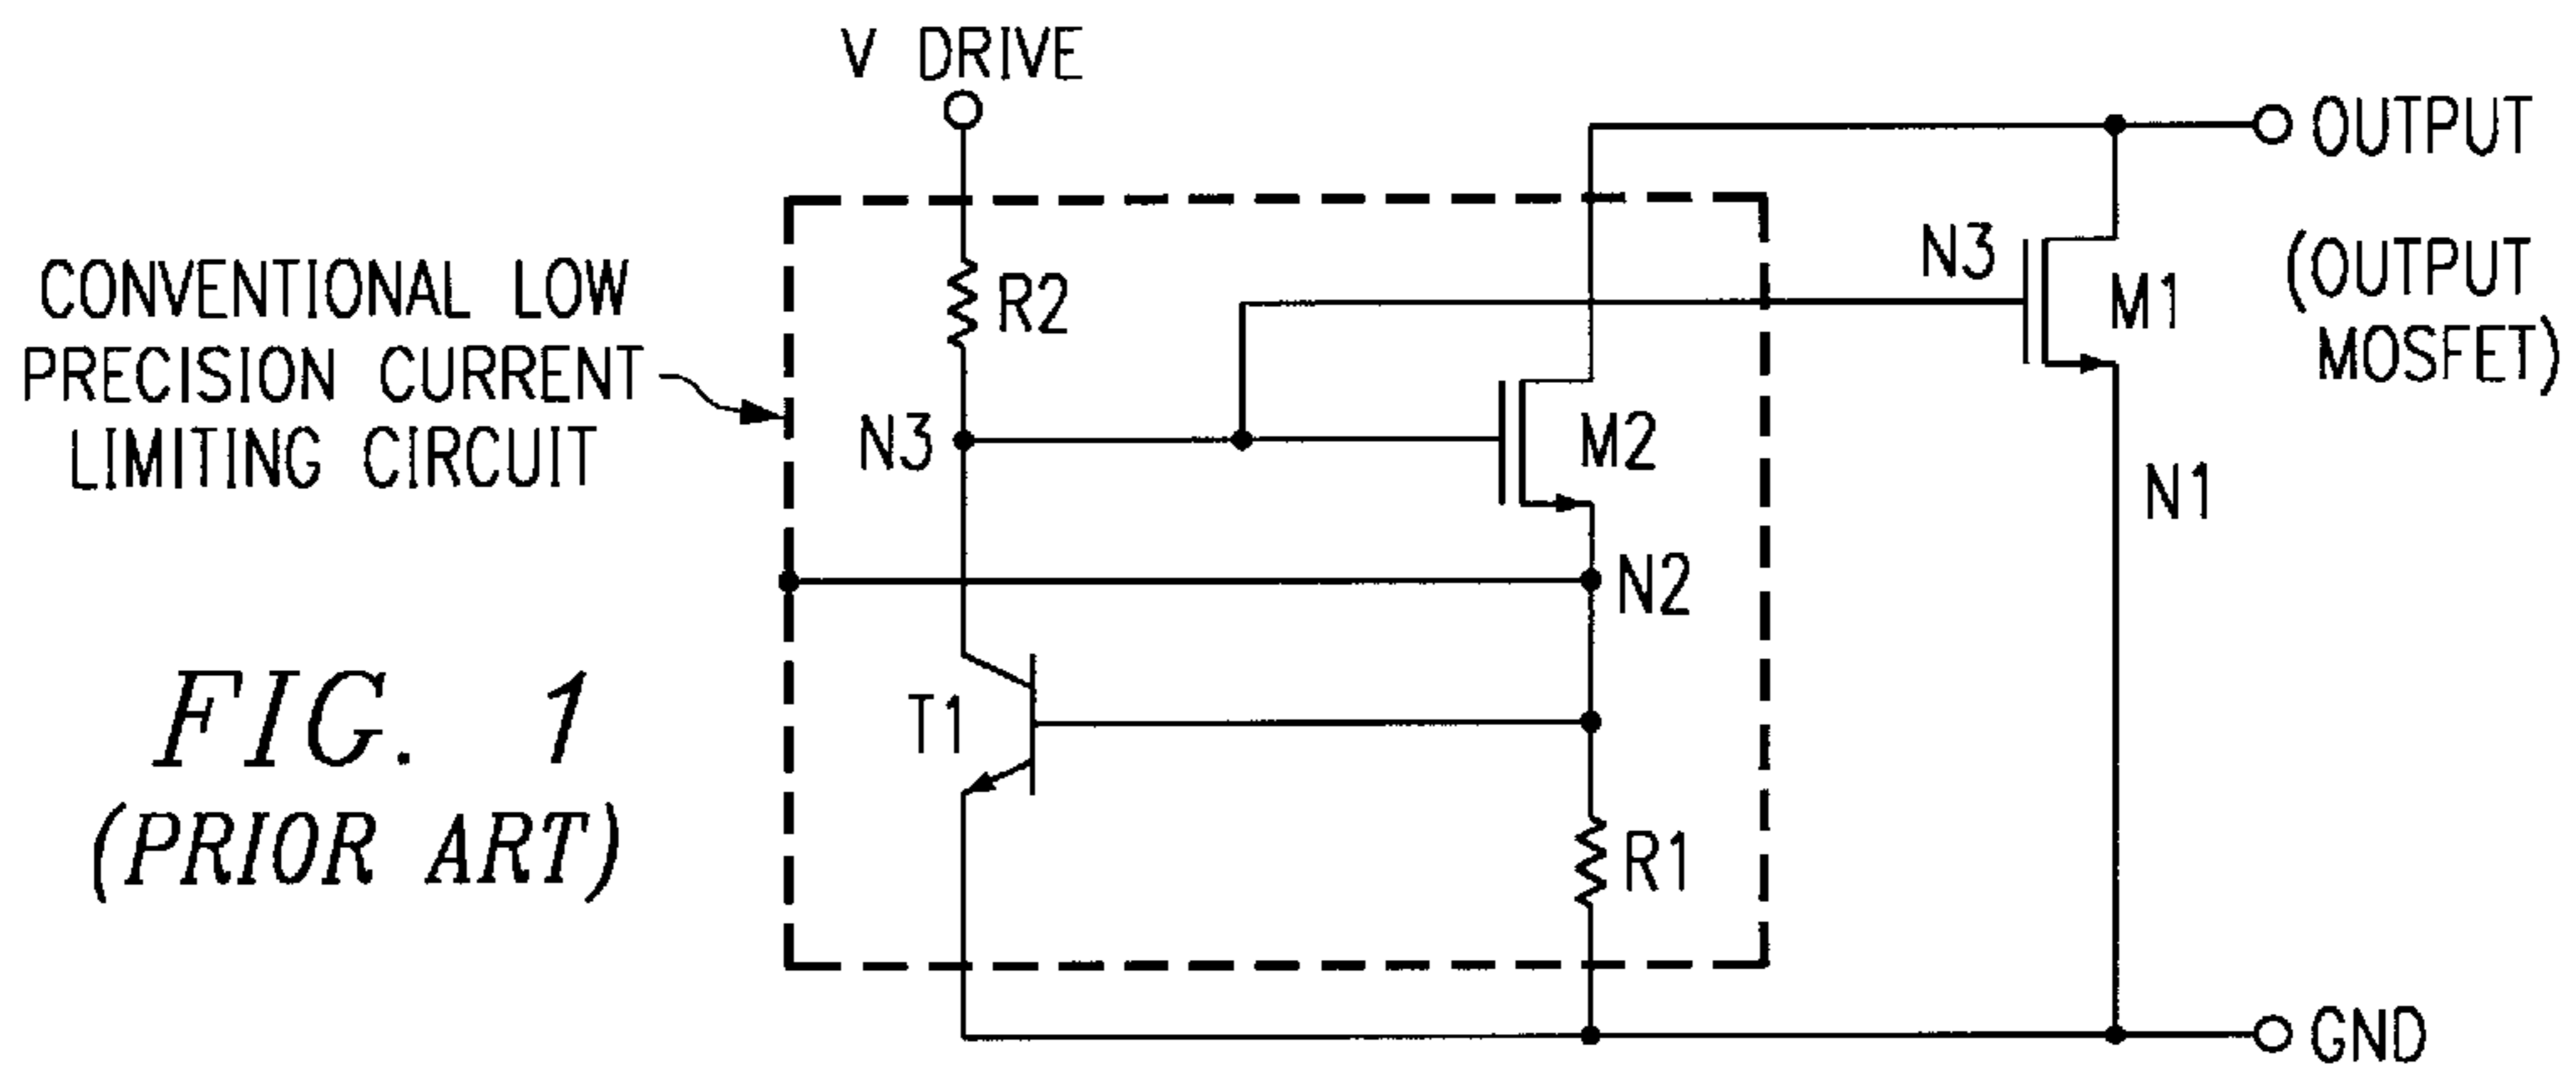 V DRIVE
OUTPUT
(OUTPUT
MOSFET)
CONVENTIONAL LOW
PRECISION CURRENT
LIMITING CIRCUIT
R2
N3
M1
N3
M2
N1
N2
T1
R1
GND
FIG. 1
(PRIOR ART)